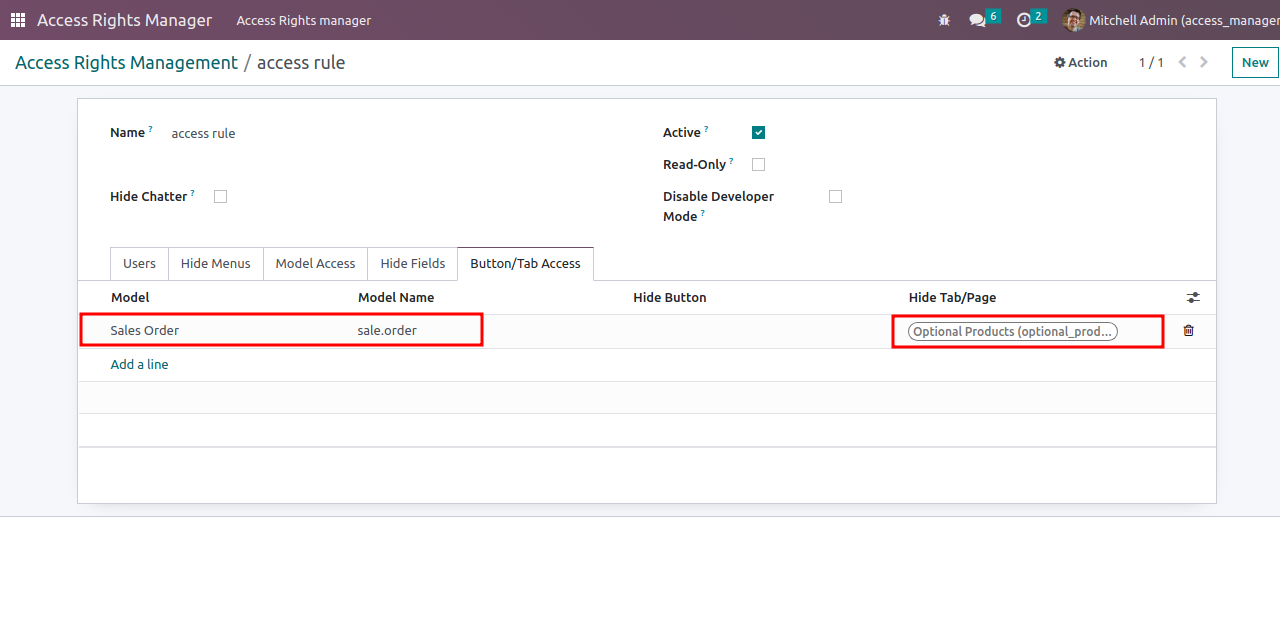 Access Rights Manager Access Rights manager 6 2 Mitchell Admin (access_manager
Access Rights Management / access rule Action 1 / 1 New
Name ? access rule Active ?
Read-Only ?
Hide Chatter ? Disable Developer
Mode ?
Users Hide Menus Model Access Hide Fields Button/Tab Access
Model Model Name Hide Button Hide Tab/Page
Sales Order sale.order Optional Products (optional_prod...
Add a line